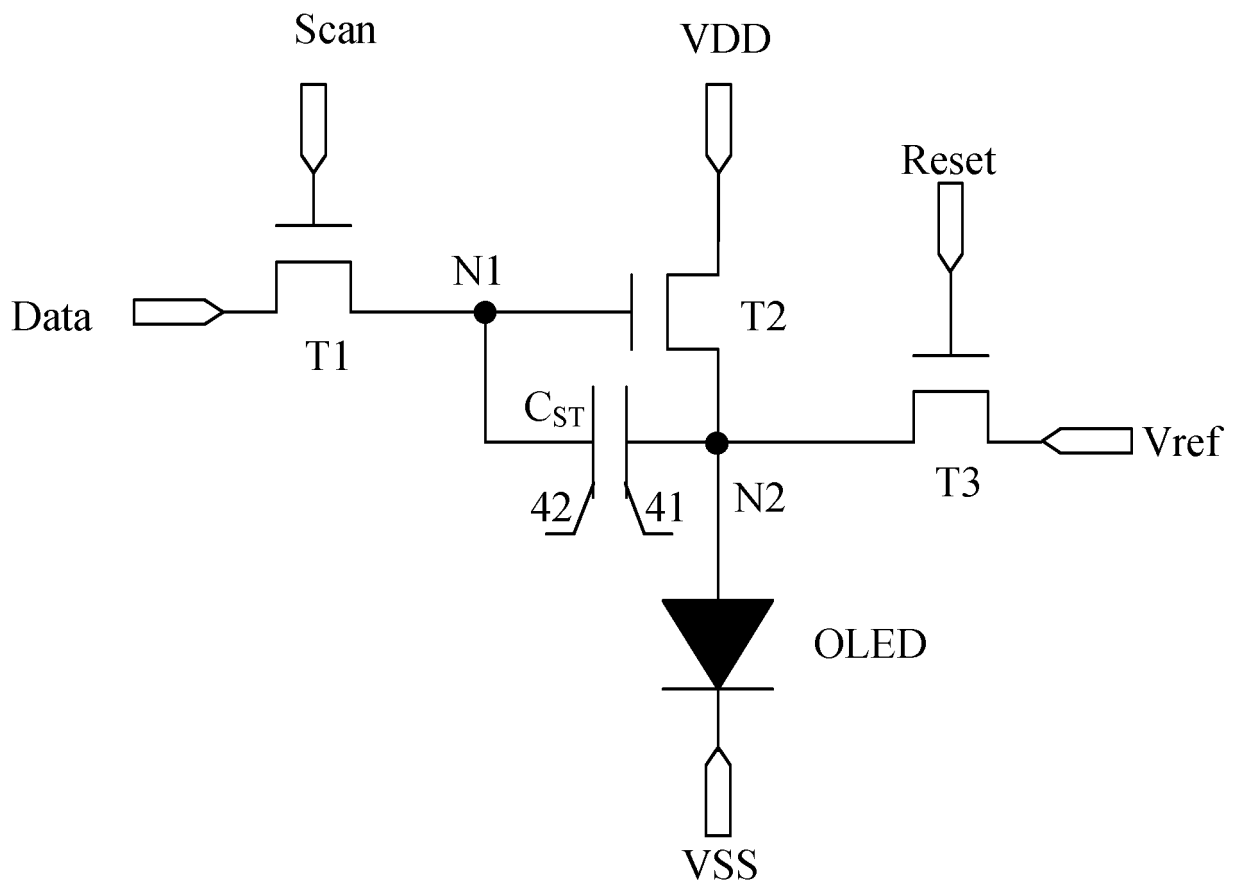 Scan
VDD
Reset
N1
Data
T2
T1
C_ST
Vref
T3
42
41
N2
OLED
VSS